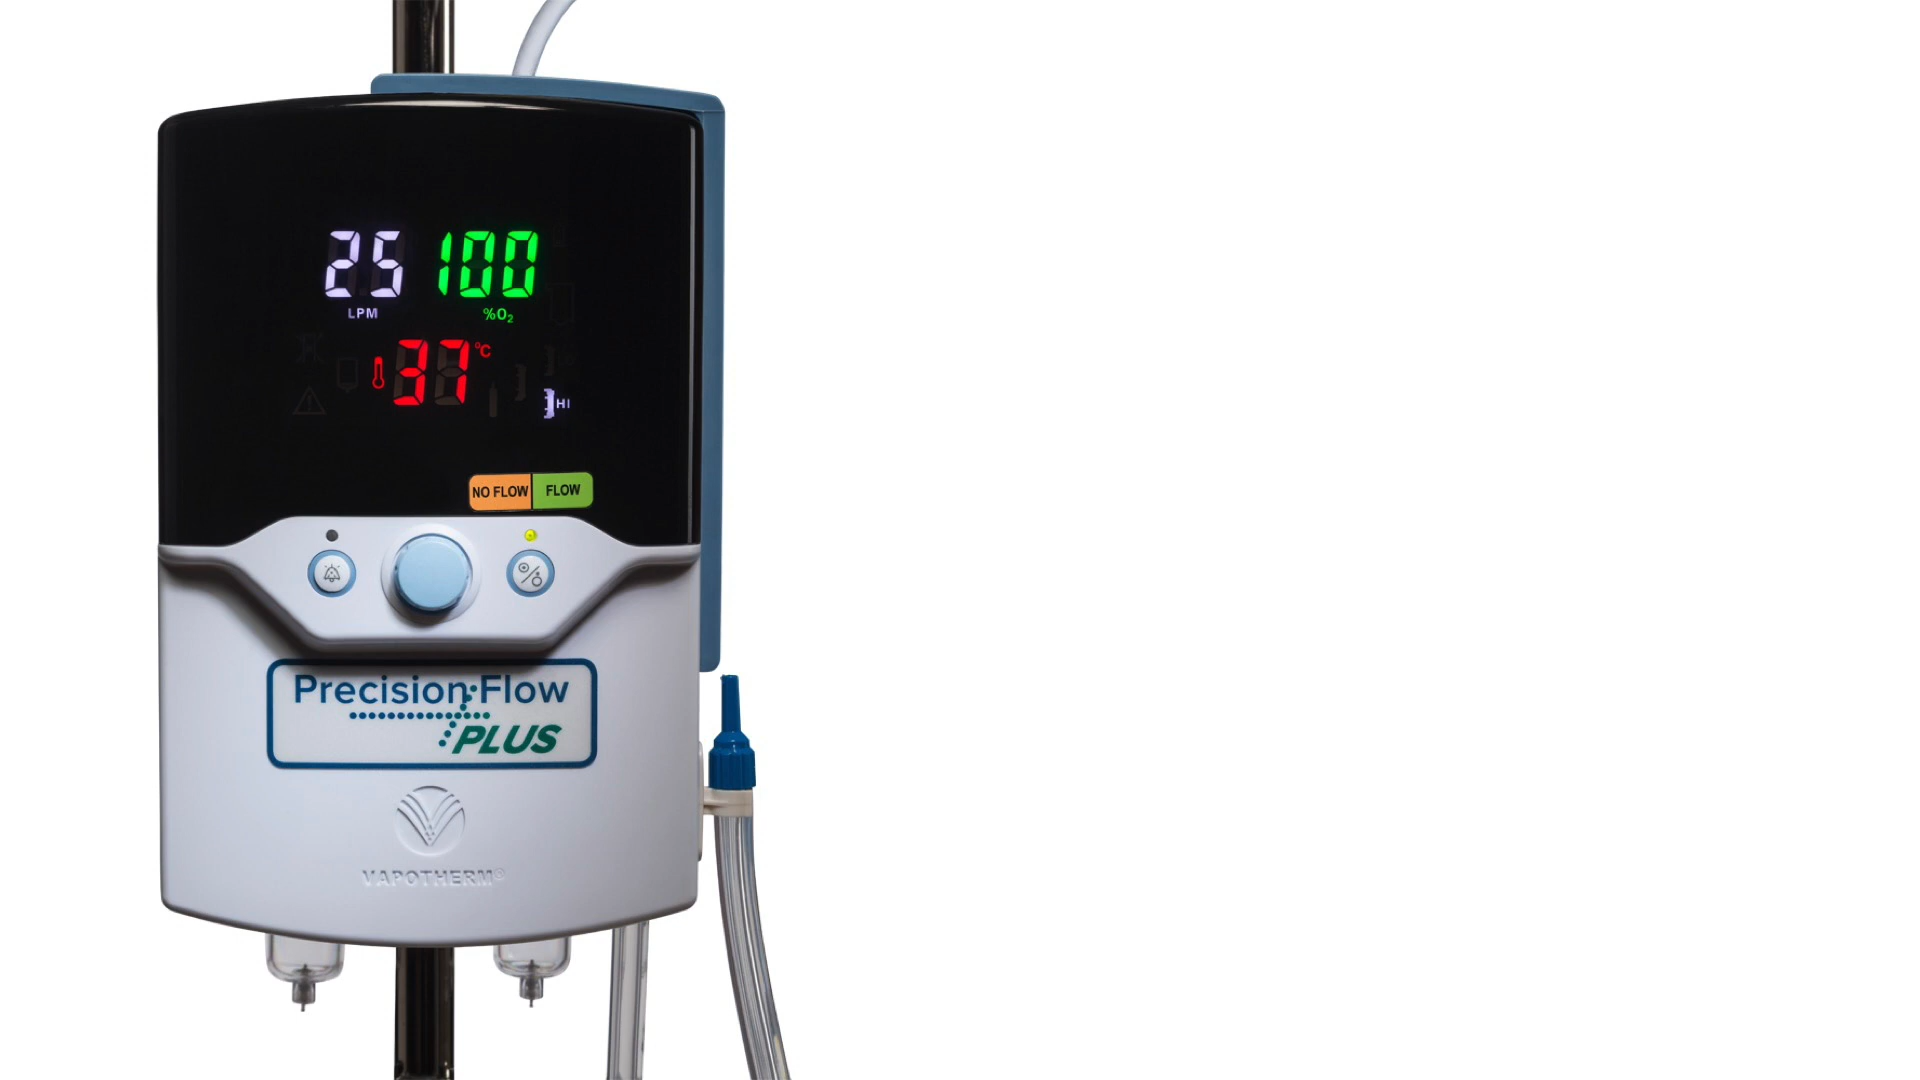 25 100
LPM %O₂
37 °C
HI
NO FLOW FLOW
Precision Flow
PLUS
VAPOTHERM®